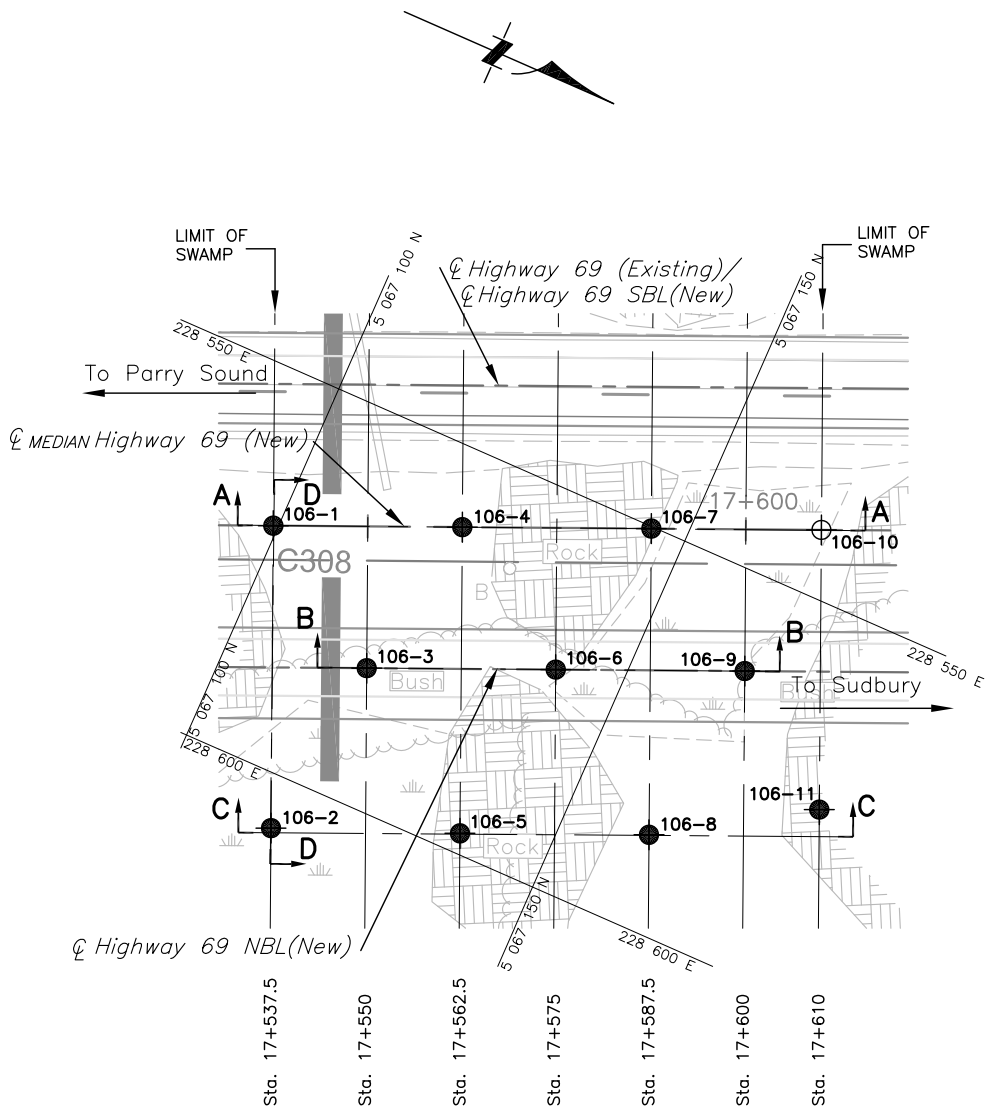 LIMIT OF
SWAMP
LIMIT OF
SWAMP
5 067 100 N
5 067 150 N
℄ Highway 69 (Existing)/
℄ Highway 69 SBL(New)
228 550 E
To Parry Sound
℄ MEDIAN Highway 69 (New)
A
D
106-1
106-4
106-7
17+600
A
106-10
Rock
C308
B
B
B
106-3
106-6
106-9
Bush
228 550 E
To Sudbury
Bush
5 067 100 N
228 600 E
C
106-2
D
106-5
Rock
106-8
106-11
C
5 067 150 N
228 600 E
℄ Highway 69 NBL(New)
Sta. 17+537.5
Sta. 17+550
Sta. 17+562.5
Sta. 17+575
Sta. 17+587.5
Sta. 17+600
Sta. 17+610